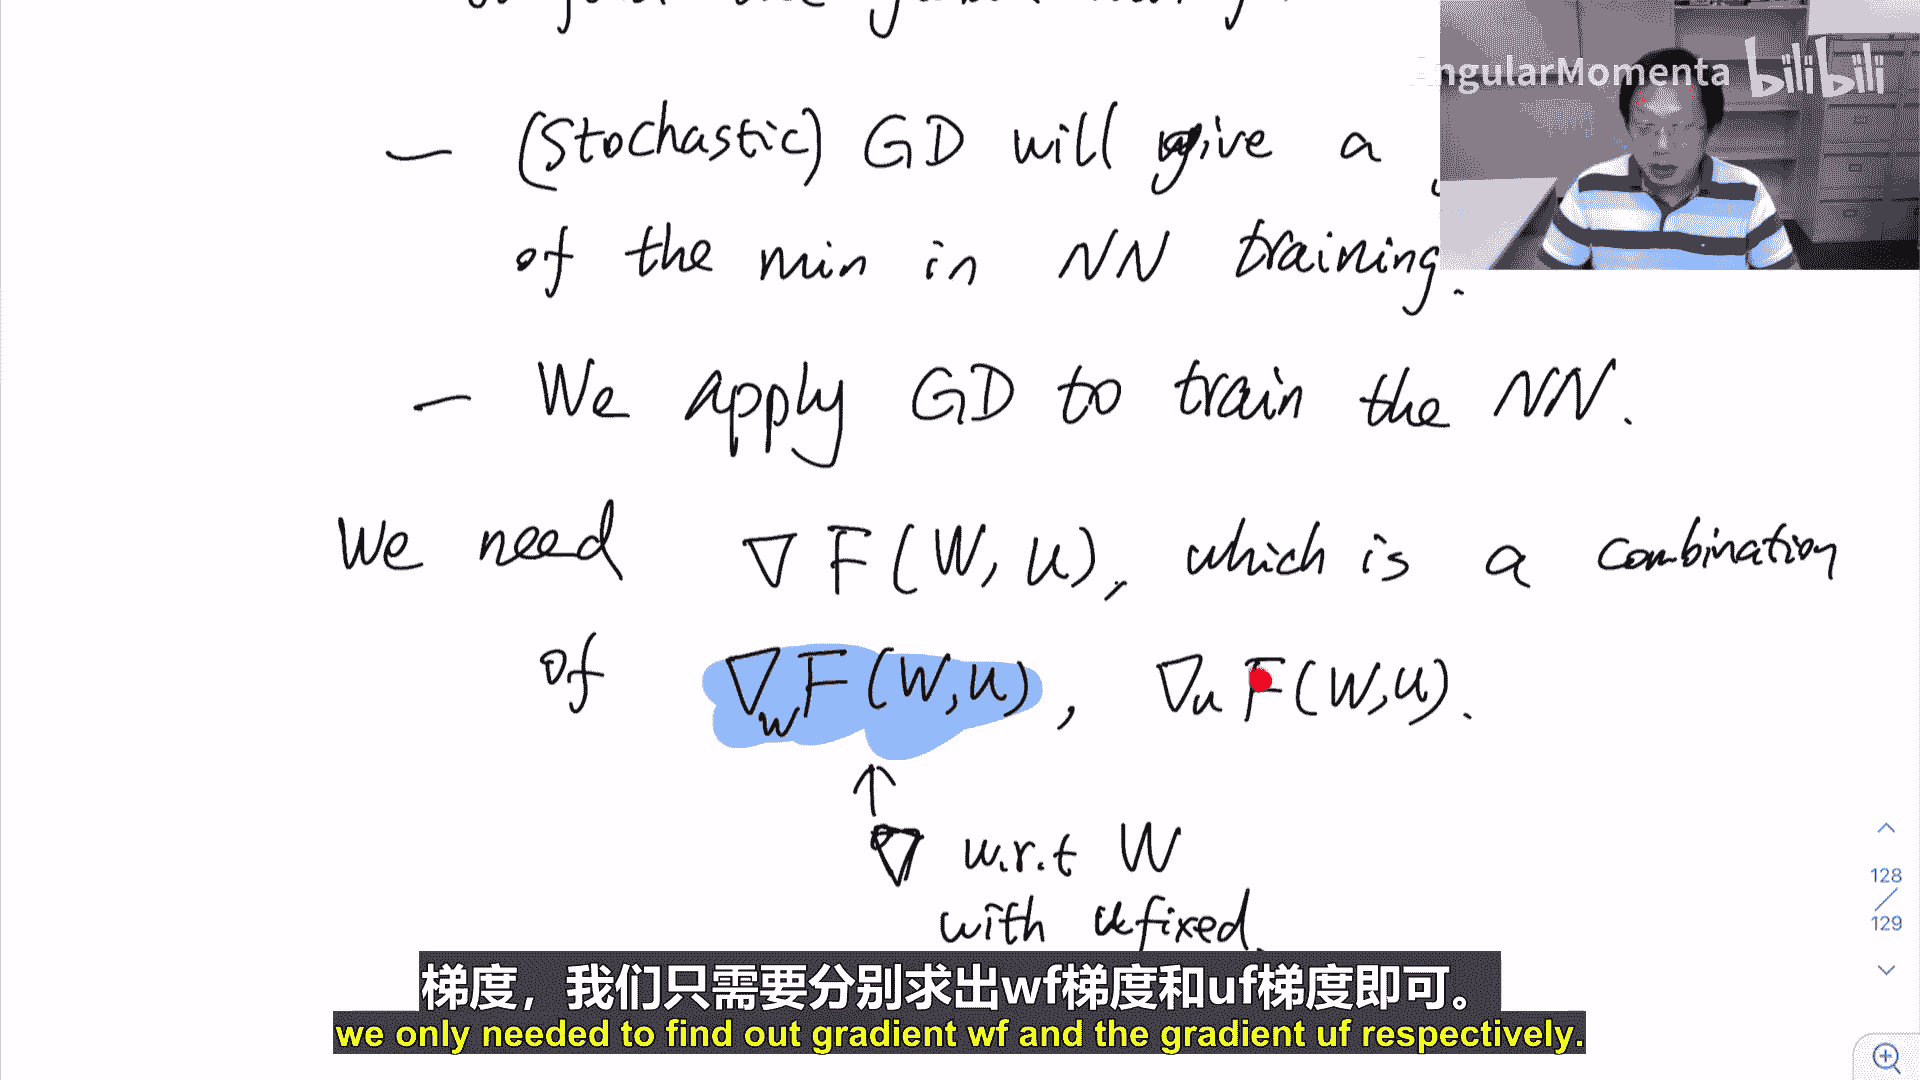 ngularMomenta bilibili
— (Stochastic) GD will give a
of the min in NN training.
— We apply GD to train the NN.
We need ∇F(W,u), which is a combination
of ∇_W F(W,u), ∇_u F(W,u).
↑
∇ w.r.t W
with u fixed.
128
129
梯度，我们只需要分别求出wf梯度和uf梯度即可。
we only needed to find out gradient wf and the gradient uf respectively.